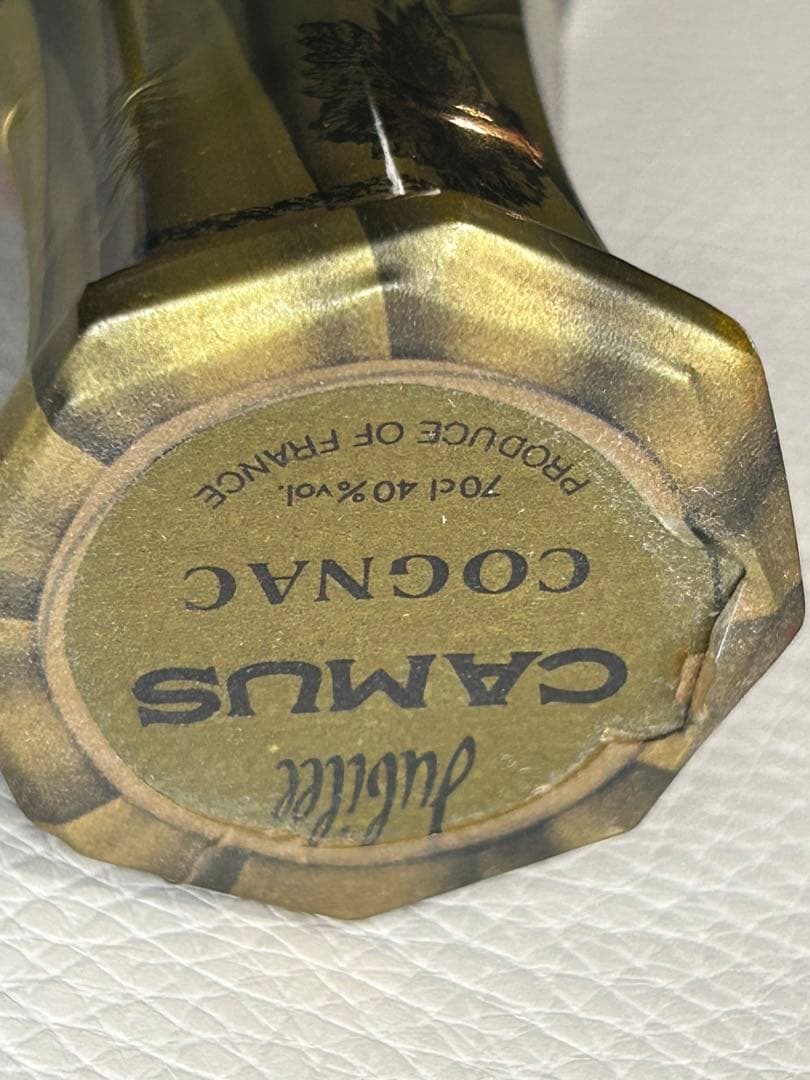 Jubilee
CAMUS
COGNAC
70cl 40%vol.
PRODUCE OF FRANCE